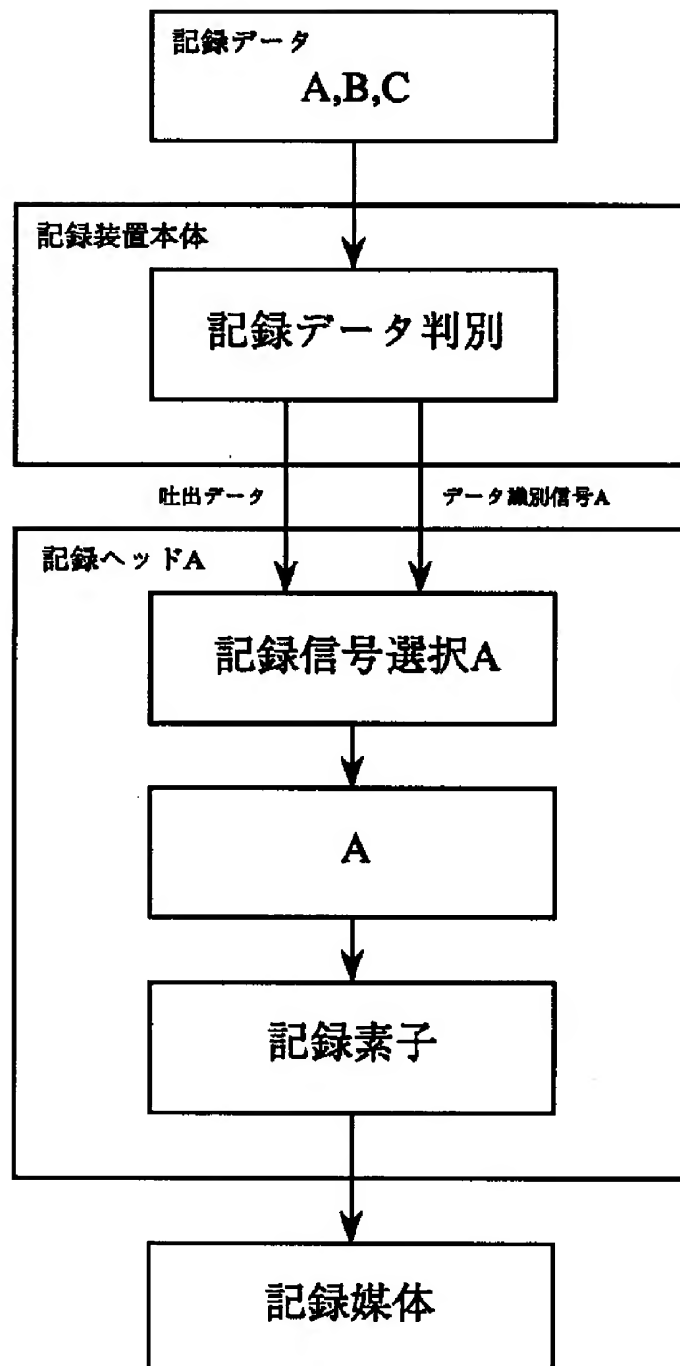 記録データ
A,B,C
記録装置本体
記録データ判別
吐出データ
データ識別信号A
記録ヘッドA
記録信号選択A
A
記録素子
記録媒体